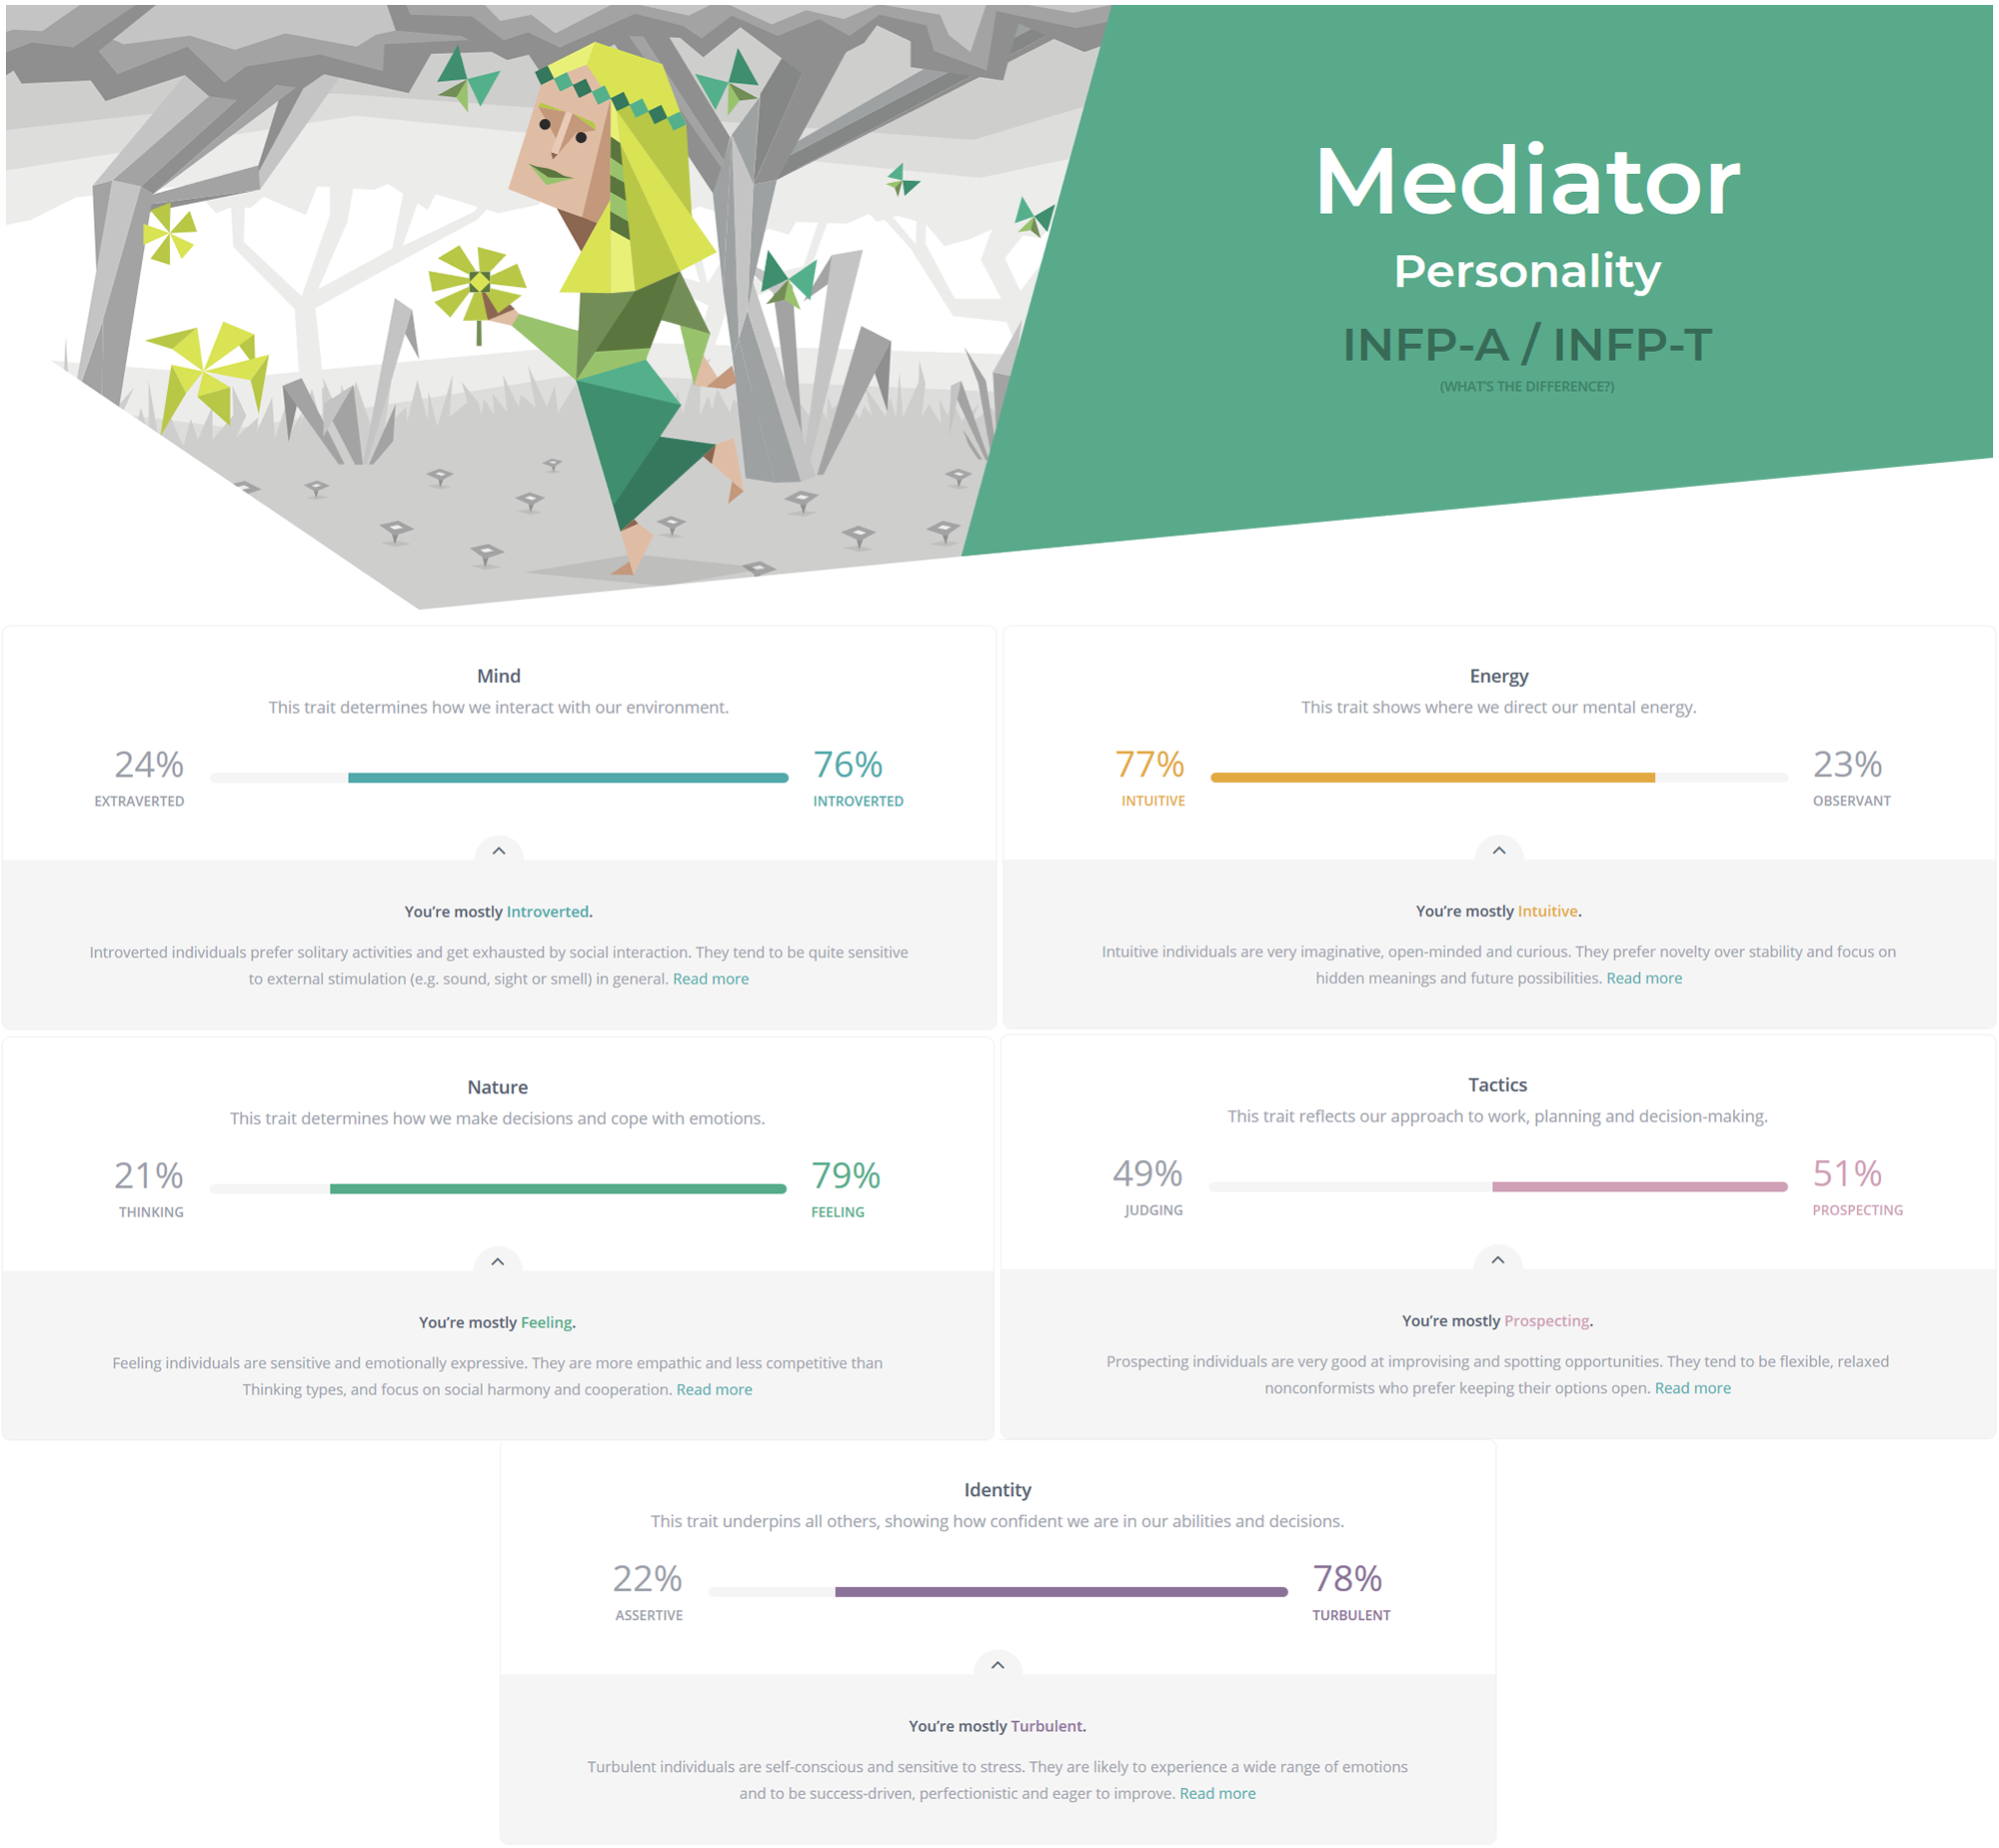 Mediator
Personality
INFP-A / INFP-T
(WHAT'S THE DIFFERENCE?)
Mind
This trait determines how we interact with our environment.
24%
EXTRAVERTED
76%
INTROVERTED
You're mostly Introverted.
Introverted individuals prefer solitary activities and get exhausted by social interaction. They tend to be quite sensitive
to external stimulation (e.g. sound, sight or smell) in general. Read more
Energy
This trait shows where we direct our mental energy.
77%
INTUITIVE
23%
OBSERVANT
You're mostly Intuitive.
Intuitive individuals are very imaginative, open-minded and curious. They prefer novelty over stability and focus on
hidden meanings and future possibilities. Read more
Nature
This trait determines how we make decisions and cope with emotions.
21%
THINKING
79%
FEELING
You're mostly Feeling.
Feeling individuals are sensitive and emotionally expressive. They are more empathic and less competitive than
Thinking types, and focus on social harmony and cooperation. Read more
Tactics
This trait reflects our approach to work, planning and decision-making.
49%
JUDGING
51%
PROSPECTING
You're mostly Prospecting.
Prospecting individuals are very good at improvising and spotting opportunities. They tend to be flexible, relaxed
nonconformists who prefer keeping their options open. Read more
Identity
This trait underpins all others, showing how confident we are in our abilities and decisions.
22%
ASSERTIVE
78%
TURBULENT
You're mostly Turbulent.
Turbulent individuals are self-conscious and sensitive to stress. They are likely to experience a wide range of emotions
and to be success-driven, perfectionistic and eager to improve. Read more